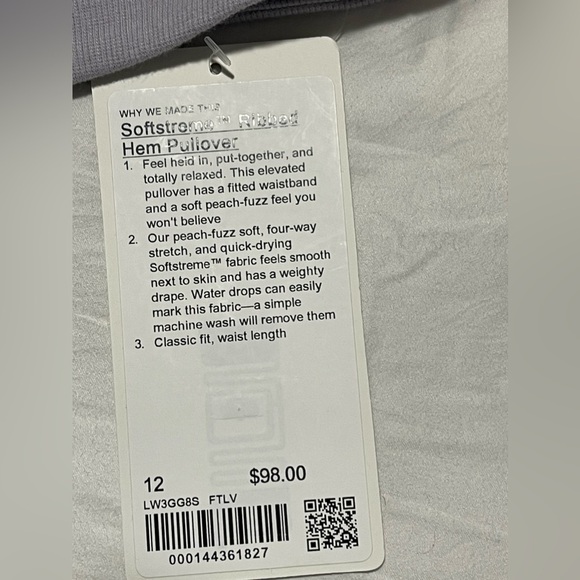 WHY WE MADE THIS
Softstreme™ Ribbed
Hem Pullover
1. Feel held in, put-together, and
totally relaxed. This elevated
pullover has a fitted waistband
and a soft peach-fuzz feel you
won't believe
2. Our peach-fuzz soft, four-way
stretch, and quick-drying
Softstreme™ fabric feels smooth
next to skin and has a weighty
drape. Water drops can easily
mark this fabric—a simple
machine wash will remove them
3. Classic fit, waist length
12 $98.00
LW3GG8S FTLV
000144361827